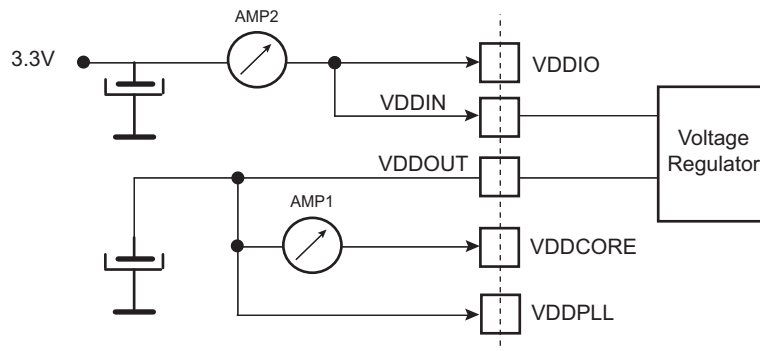 AMP2
3.3V
VDDIO
VDDIN
Voltage
Regulator
VDDOUT
AMP1
VDDCORE
VDDPLL